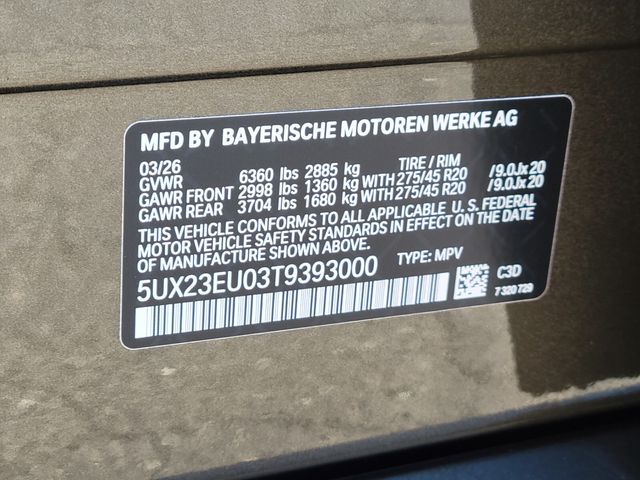 MFD BY BAYERISCHE MOTOREN WERKE AG
03/26 TIRE / RIM
GVWR 6360 lbs 2885 kg
GAWR FRONT 2998 lbs 1360 kg WITH 275/45 R20 /9.0Jx20
GAWR REAR 3704 lbs 1680 kg WITH 275/45 R20 /9.0Jx20
THIS VEHICLE CONFORMS TO ALL APPLICABLE U. S. FEDERAL
MOTOR VEHICLE SAFETY STANDARDS IN EFFECT ON THE DATE
OF MANUFACTURE SHOWN ABOVE.
5UX23EU03T9393000 TYPE: MPV
C3D
7 320 729